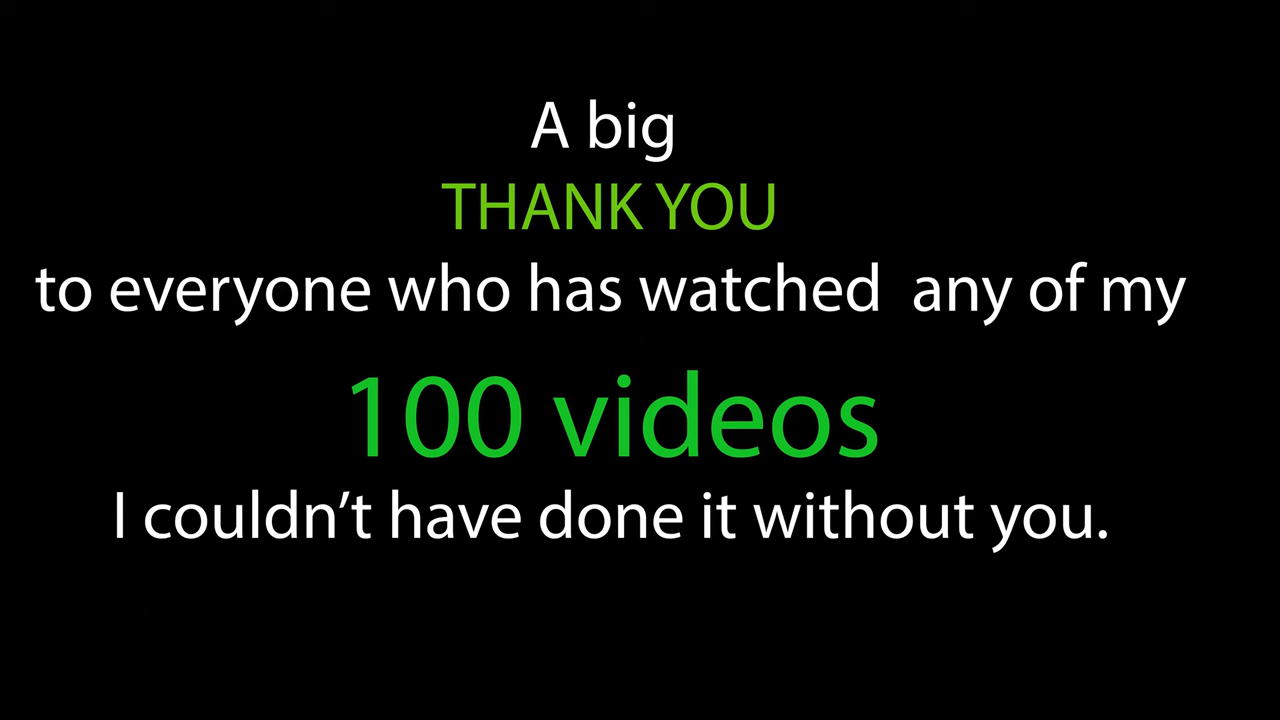 A big
THANK YOU
to everyone who has watched  any of my
100 videos
I couldn’t have done it without you.